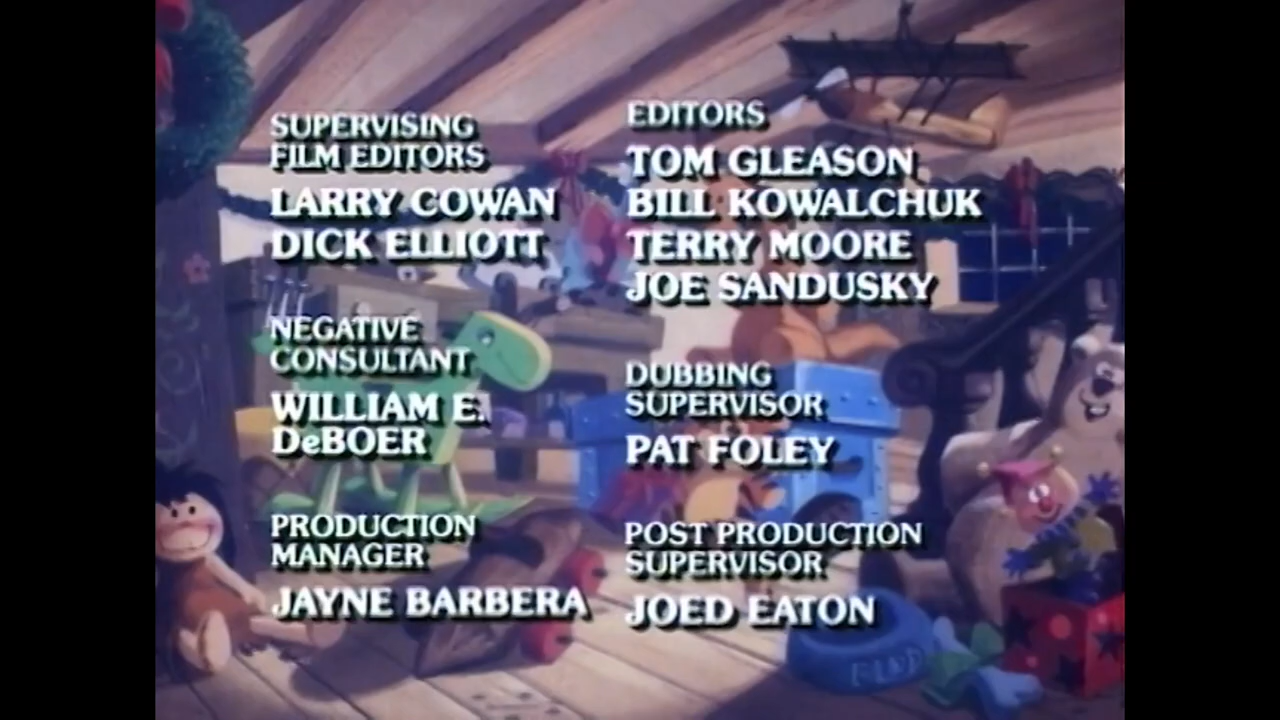 SUPERVISING
FILM EDITORS
LARRY COWAN
DICK ELLIOTT
NEGATIVE
CONSULTANT
WILLIAM E.
DeBOER
PRODUCTION
MANAGER
JAYNE BARBERA
EDITORS
TOM GLEASON
BILL KOWALCHUK
TERRY MOORE
JOE SANDUSKY
DUBBING
SUPERVISOR
PAT FOLEY
POST PRODUCTION
SUPERVISOR
JOED EATON